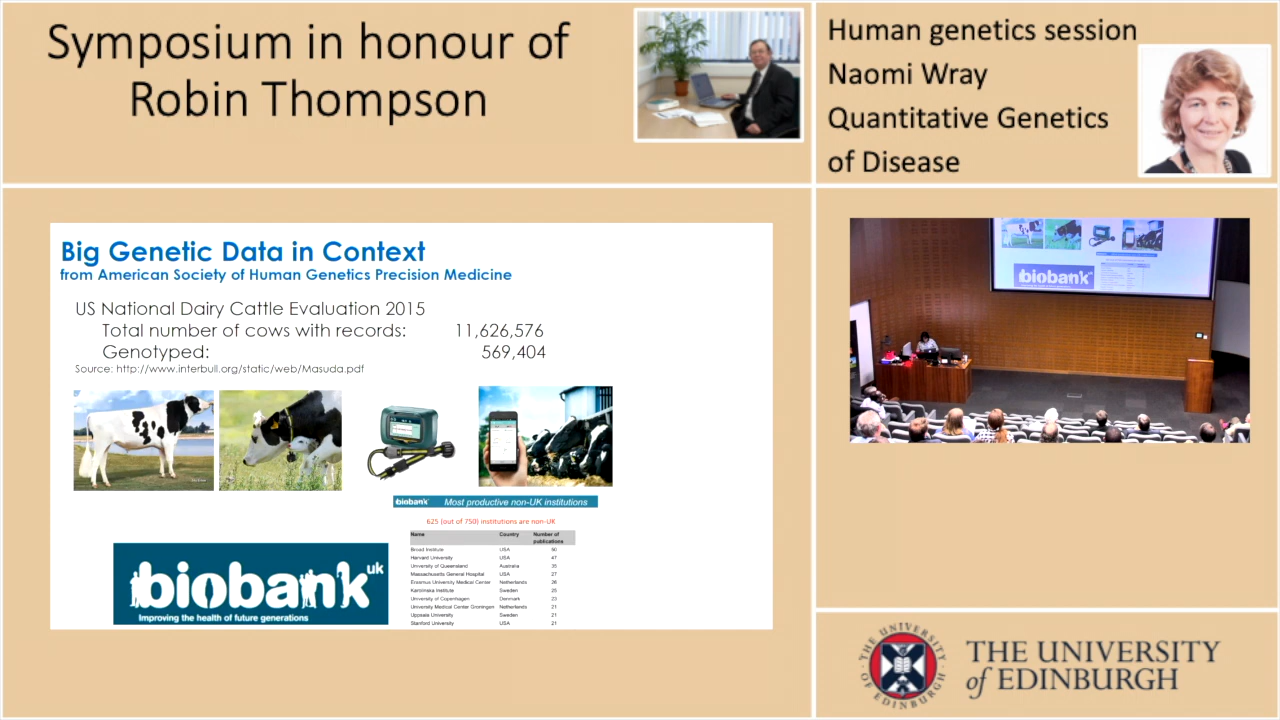 Symposium in honour of
Robin Thompson
Human genetics session
Naomi Wray
Quantitative Genetics
of Disease
Big Genetic Data in Context
from American Society of Human Genetics Precision Medicine
US National Dairy Cattle Evaluation 2015
Total number of cows with records: 11,626,576
Genotyped: 569,404
Source: http://www.interbull.org/static/web/Masuda.pdf
biobank Most productive non-UK institutions
625 (out of 750) institutions are non-UK
Name Country Number of
publications
Broad Institute USA 90
Harvard University USA 47
University of Queensland Australia 35
Massachusetts General Hospital USA 27
Erasmus University Medical Center Netherlands 26
Karolinska Institute Sweden 25
University of Copenhagen Denmark 23
University Medical Center Groningen Netherlands 21
Uppsala University Sweden 21
Stanford University USA 21
biobank uk
Improving the health of future generations
biobank
THE UNIVERSITY OF EDINBURGH
THE UNIVERSITY
of EDINBURGH